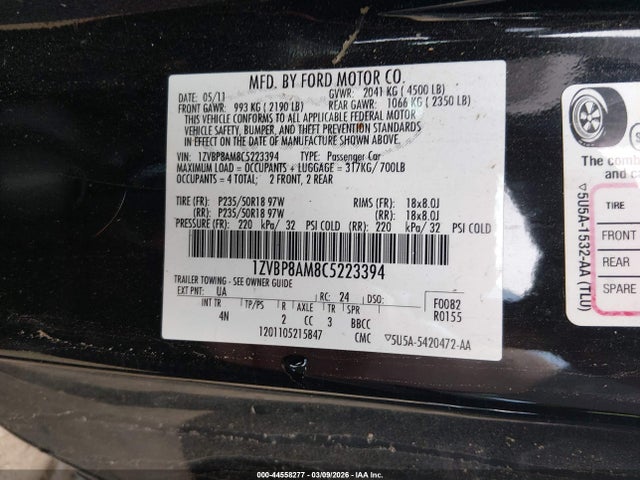 MFD. BY FORD MOTOR CO.
DATE: 05/11 GVWR: 2041 KG ( 4500 LB)
FRONT GAWR: 993 KG ( 2190 LB) REAR GAWR: 1066 KG ( 2350 LB)
THIS VEHICLE CONFORMS TO ALL APPLICABLE FEDERAL MOTOR
VEHICLE SAFETY, BUMPER, AND THEFT PREVENTION STANDARDS
IN EFFECT ON THE DATE OF MANUFACTURE SHOWN ABOVE.
VIN: 1ZVBP8AM8C5223394 TYPE: Passenger Car
MAXIMUM LOAD = OCCUPANTS + LUGGAGE = 317KG/ 700LB
OCCUPANTS = 4 TOTAL; 2 FRONT, 2 REAR
TIRE (FR): P235/50R18 97W RIMS (FR): 18x8.0J
(RR): P235/50R18 97W (RR): 18x8.0J
PRESSURE (FR): 220 kPa/ 32 PSI COLD (RR): 220 kPa/ 32 PSI COLD
1ZVBP8AM8C5223394
TRAILER TOWING - SEE OWNER GUIDE
EXT PNT: UA RC: 24 DSO: F0082
INT TR TP/PS R AXLE TR SPR R0155
4N 2 CC 3 BBCC
1201105215847 CMC ▽5U5A-5420472-AA
The comb
and c
TIRE
FRONT
REAR
SPARE
▽5U5A-1532-AA (TLU)
© COPYRIGHT 44558277 - 03/09/2026 - IAA Inc.